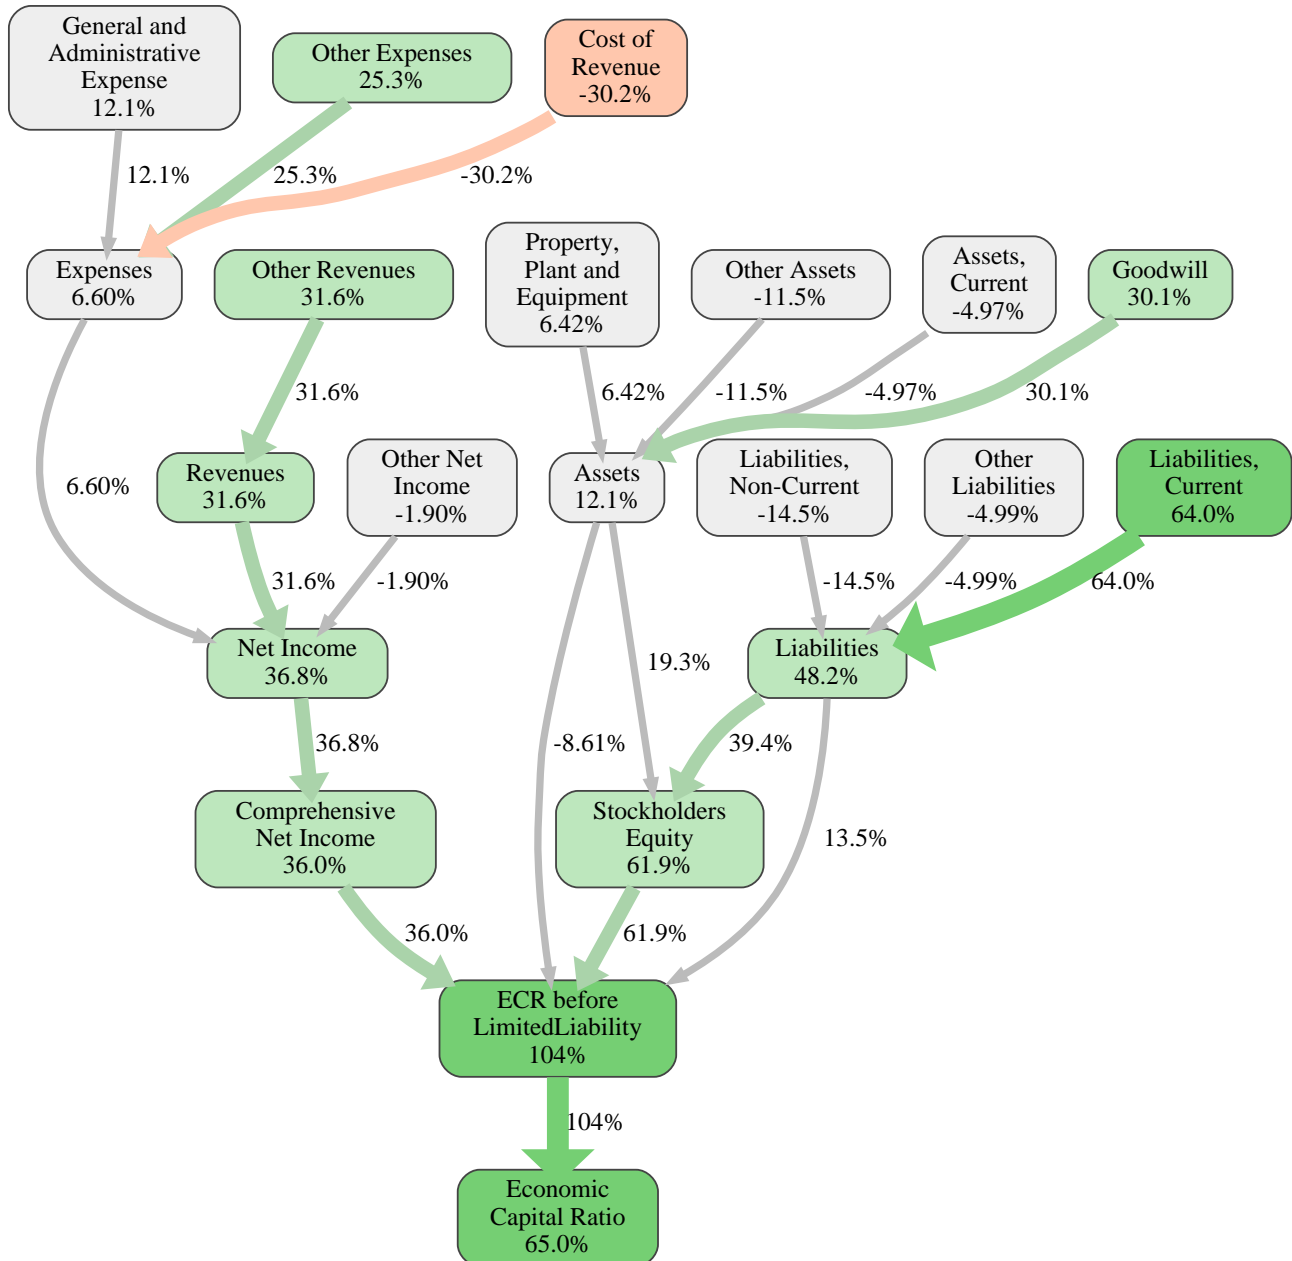 General and
Administrative
Expense
12.1%
Other Expenses
25.3%
Cost of
Revenue
-30.2%
12.1%
25.3%
-30.2%
Expenses
6.60%
Other Revenues
31.6%
Property,
Plant and
Equipment
6.42%
Other Assets
-11.5%
Assets,
Current
-4.97%
Goodwill
30.1%
31.6%
6.42%
-11.5%
-4.97%
30.1%
6.60%
Revenues
31.6%
Other Net
Income
-1.90%
Assets
12.1%
Liabilities,
Non-Current
-14.5%
Other
Liabilities
-4.99%
Liabilities,
Current
64.0%
31.6%
-1.90%
-14.5%
-4.99%
64.0%
Net Income
36.8%
19.3%
Liabilities
48.2%
36.8%
-8.61%
39.4%
Comprehensive
Net Income
36.0%
Stockholders
Equity
61.9%
13.5%
36.0%
61.9%
ECR before
LimitedLiability
104%
104%
Economic
Capital Ratio
65.0%